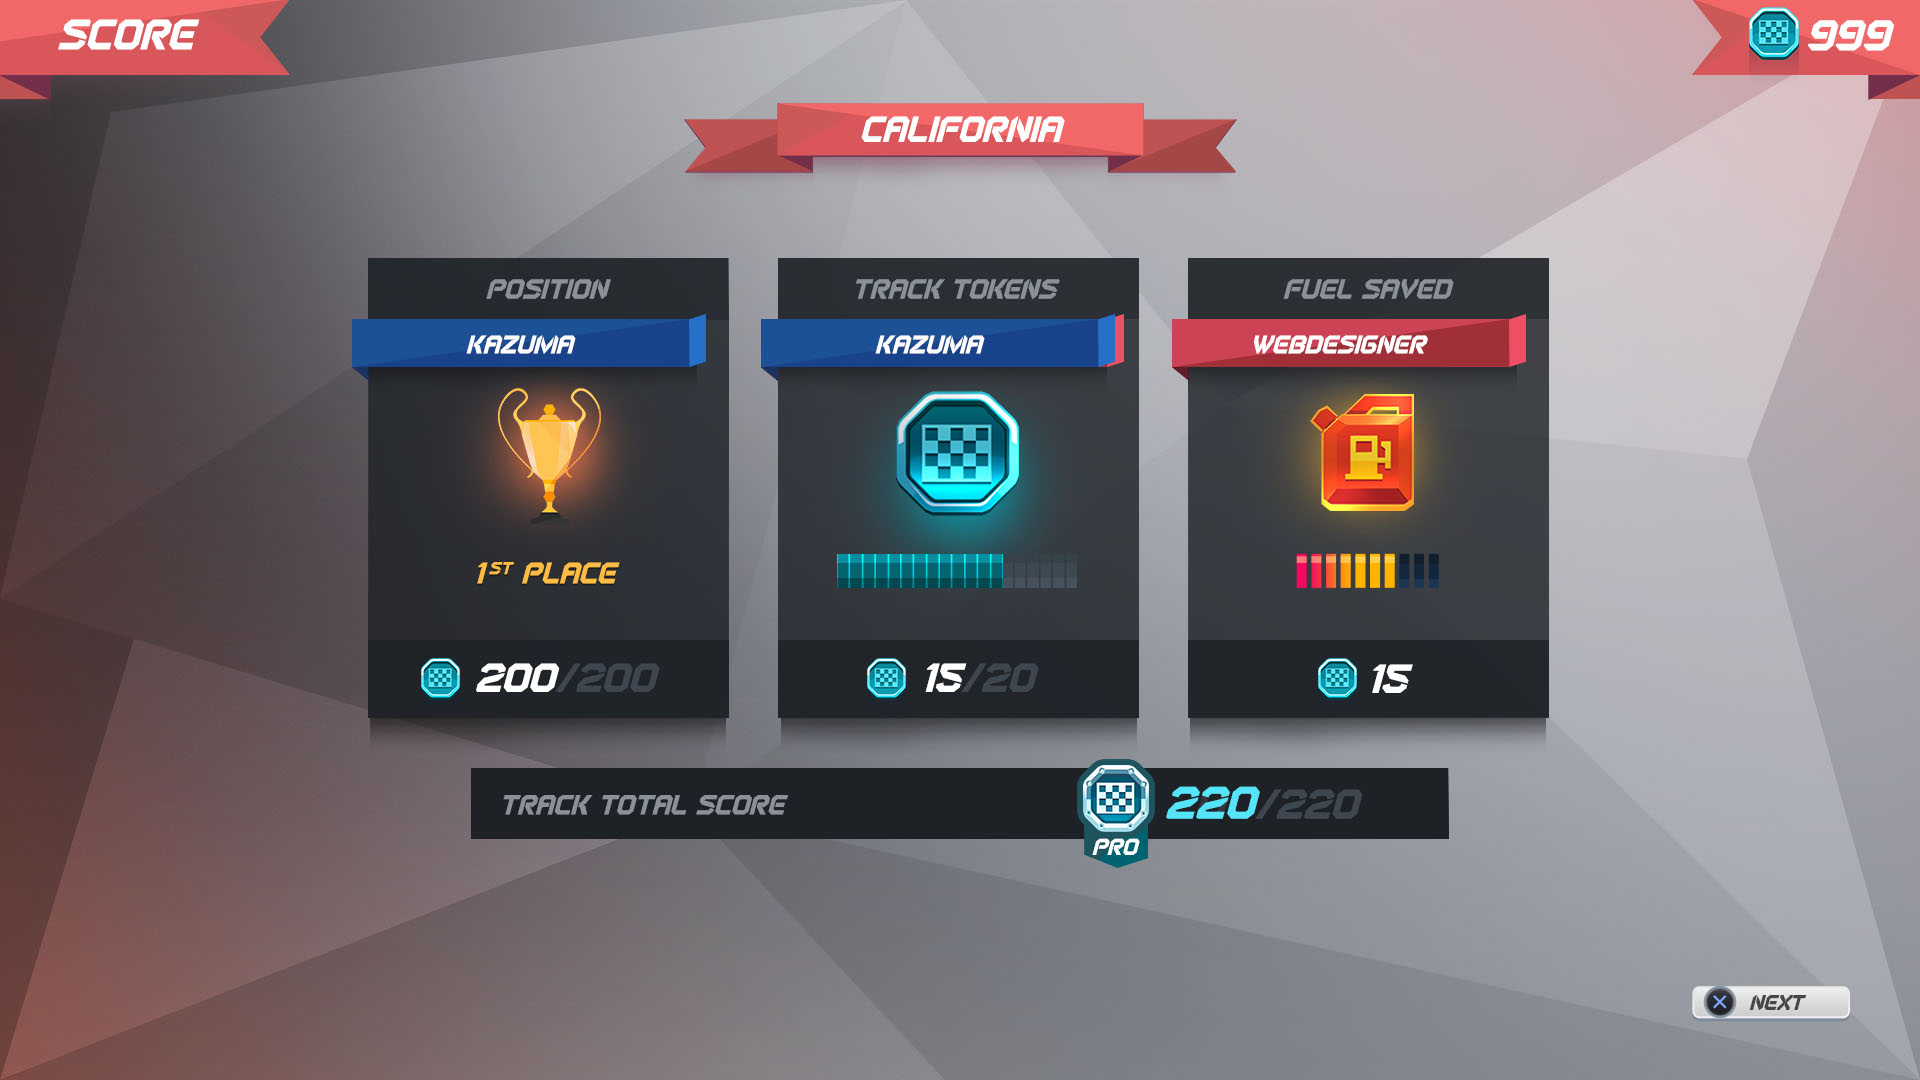 SCORE
999
CALIFORNIA
POSITION
KAZUMA
1ST PLACE
200/200
TRACK TOKENS
KAZUMA
15/20
FUEL SAVED
WEBDESIGNER
15
TRACK TOTAL SCORE
PRO
220/220
NEXT